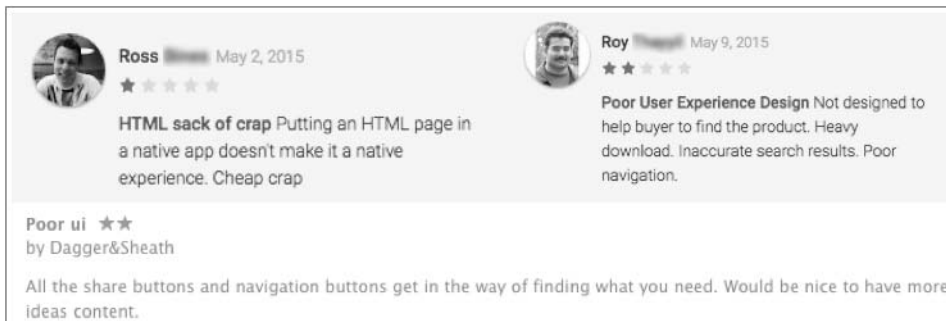 Ross May 2, 2015
HTML sack of crap Putting an HTML page in
a native app doesn't make it a native
experience. Cheap crap
Roy May 9, 2015
Poor User Experience Design Not designed to
help buyer to find the product. Heavy
download. Inaccurate search results. Poor
navigation.
Poor ui ★★
by Dagger&Sheath
All the share buttons and navigation buttons get in the way of finding what you need. Would be nice to have more
ideas content.